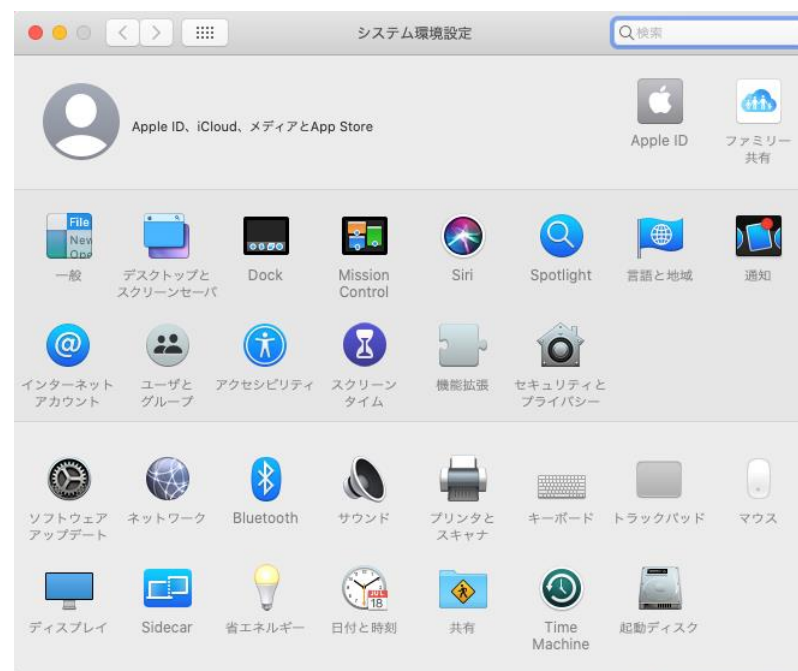 システム環境設定
検索
Apple ID、iCloud、メディアとApp Store
Apple ID
ファミリー
共有
File
New
Ope
一般
デスクトップと
スクリーンセーバ
Dock
Mission
Control
Siri
Spotlight
言語と地域
通知
@
インターネット
アカウント
ユーザと
グループ
アクセシビリティ
スクリーン
タイム
機能拡張
セキュリティと
プライバシー
ソフトウェア
アップデート
ネットワーク
Bluetooth
サウンド
プリンタと
スキャナ
キーボード
トラックパッド
マウス
ディスプレイ
Sidecar
省エネルギー
JUL
18
日付と時刻
共有
Time
Machine
起動ディスク